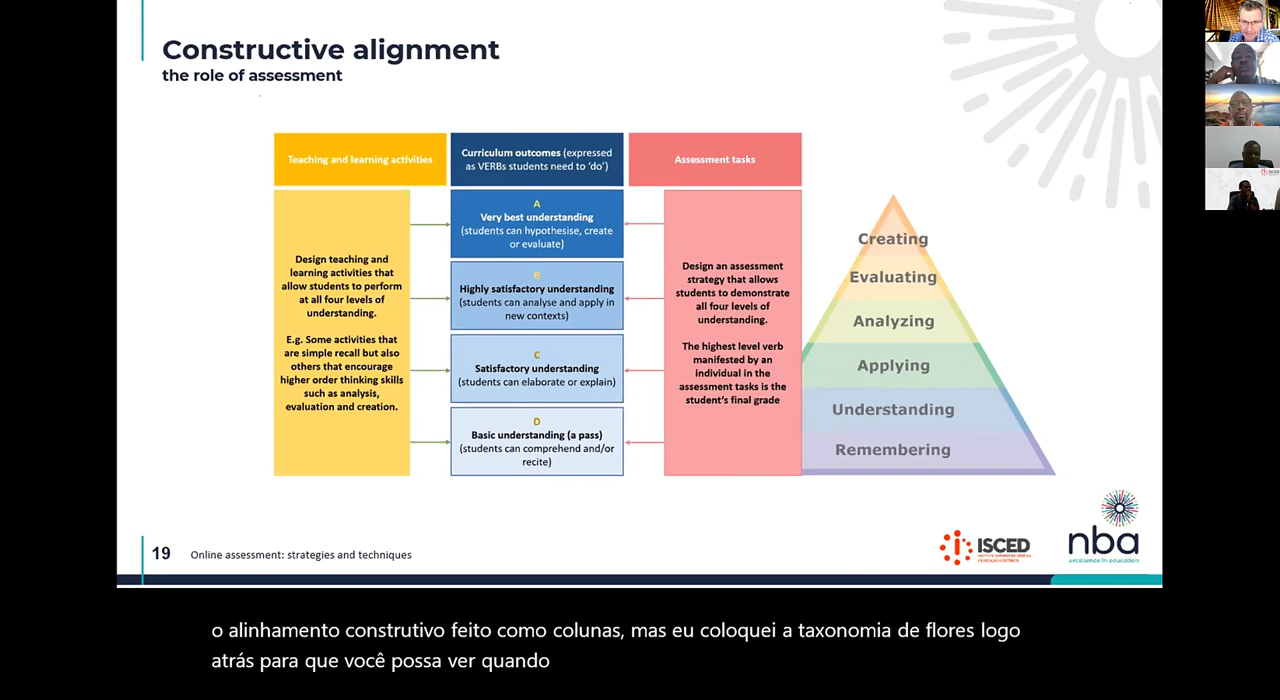 Constructive alignment
the role of assessment
Teaching and learning activities
Curriculum outcomes (expressed
as VERBs students need to ‘do’)
Assessment tasks
Design teaching and
learning activities that
allow students to perform
at all four levels of
understanding.
E.g. Some activities that
are simple recall but also
others that encourage
higher order thinking skills
such as analysis,
evaluation and creation.
A
Very best understanding
(students can hypothesise, create
or evaluate)
B
Highly satisfactory understanding
(students can analyse and apply in
new contexts)
C
Satisfactory understanding
(students can elaborate or explain)
D
Basic understanding (a pass)
(students can comprehend and/or
recite)
Design an assessment
strategy that allows
students to demonstrate
all four levels of
understanding.
The highest level verb
manifested by an
individual in the
assessment tasks is the
student’s final grade
Creating
Evaluating
Analyzing
Applying
Understanding
Remembering
19 Online assessment: strategies and techniques
ISCED
nba
excellence in education
o alinhamento construtivo feito como colunas, mas eu coloquei a taxonomia de flores logo
atrás para que você possa ver quando